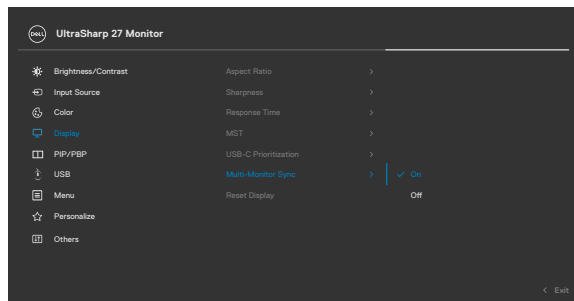 DELL UltraSharp 27 Monitor
Brightness/Contrast Aspect Ratio
Input Source Sharpness
Color Response Time
Display MST
PIP/PBP USB-C Prioritization
USB Multi-Monitor Sync On
Menu Reset Display Off
Personalize
Others
Exit